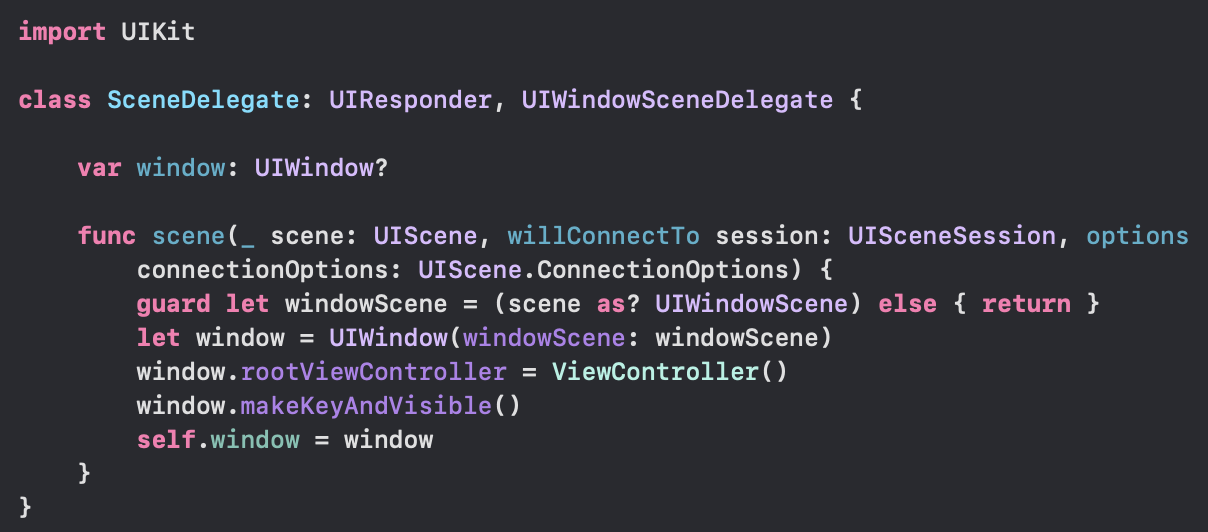 import UIKit
class SceneDelegate: UIResponder, UIWindowSceneDelegate {
var window: UIWindow?
func scene(_ scene: UIScene, willConnectTo session: UISceneSession, options
connectionOptions: UIScene.ConnectionOptions) {
guard let windowScene = (scene as? UIWindowScene) else { return }
let window = UIWindow(windowScene: windowScene)
window.rootViewController = ViewController()
window.makeKeyAndVisible()
self.window = window
}
}